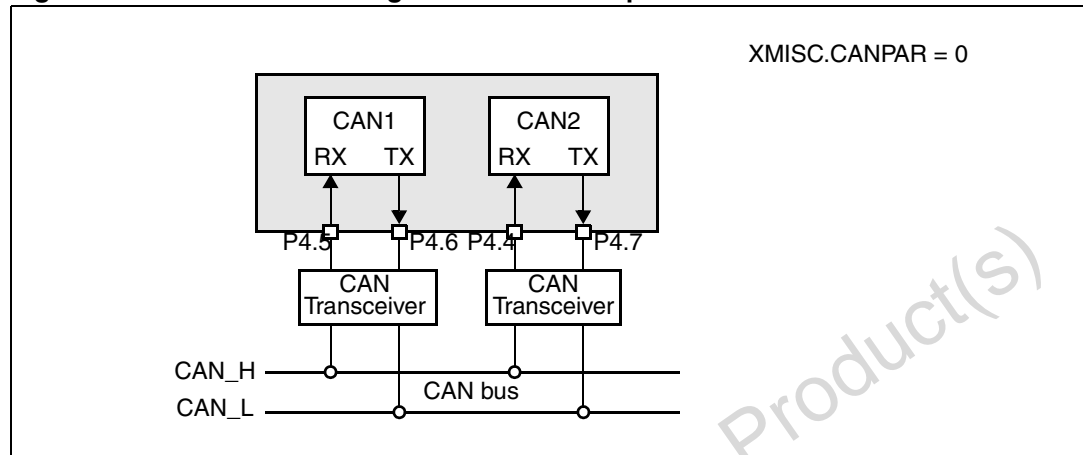 XMISC.CANPAR = 0
CAN1
CAN2
RX TX
RX TX
P4.5
P4.6
P4.4
P4.7
CAN
Transceiver
CAN
Transceiver
CAN_H
CAN bus
CAN_L
Product(s)